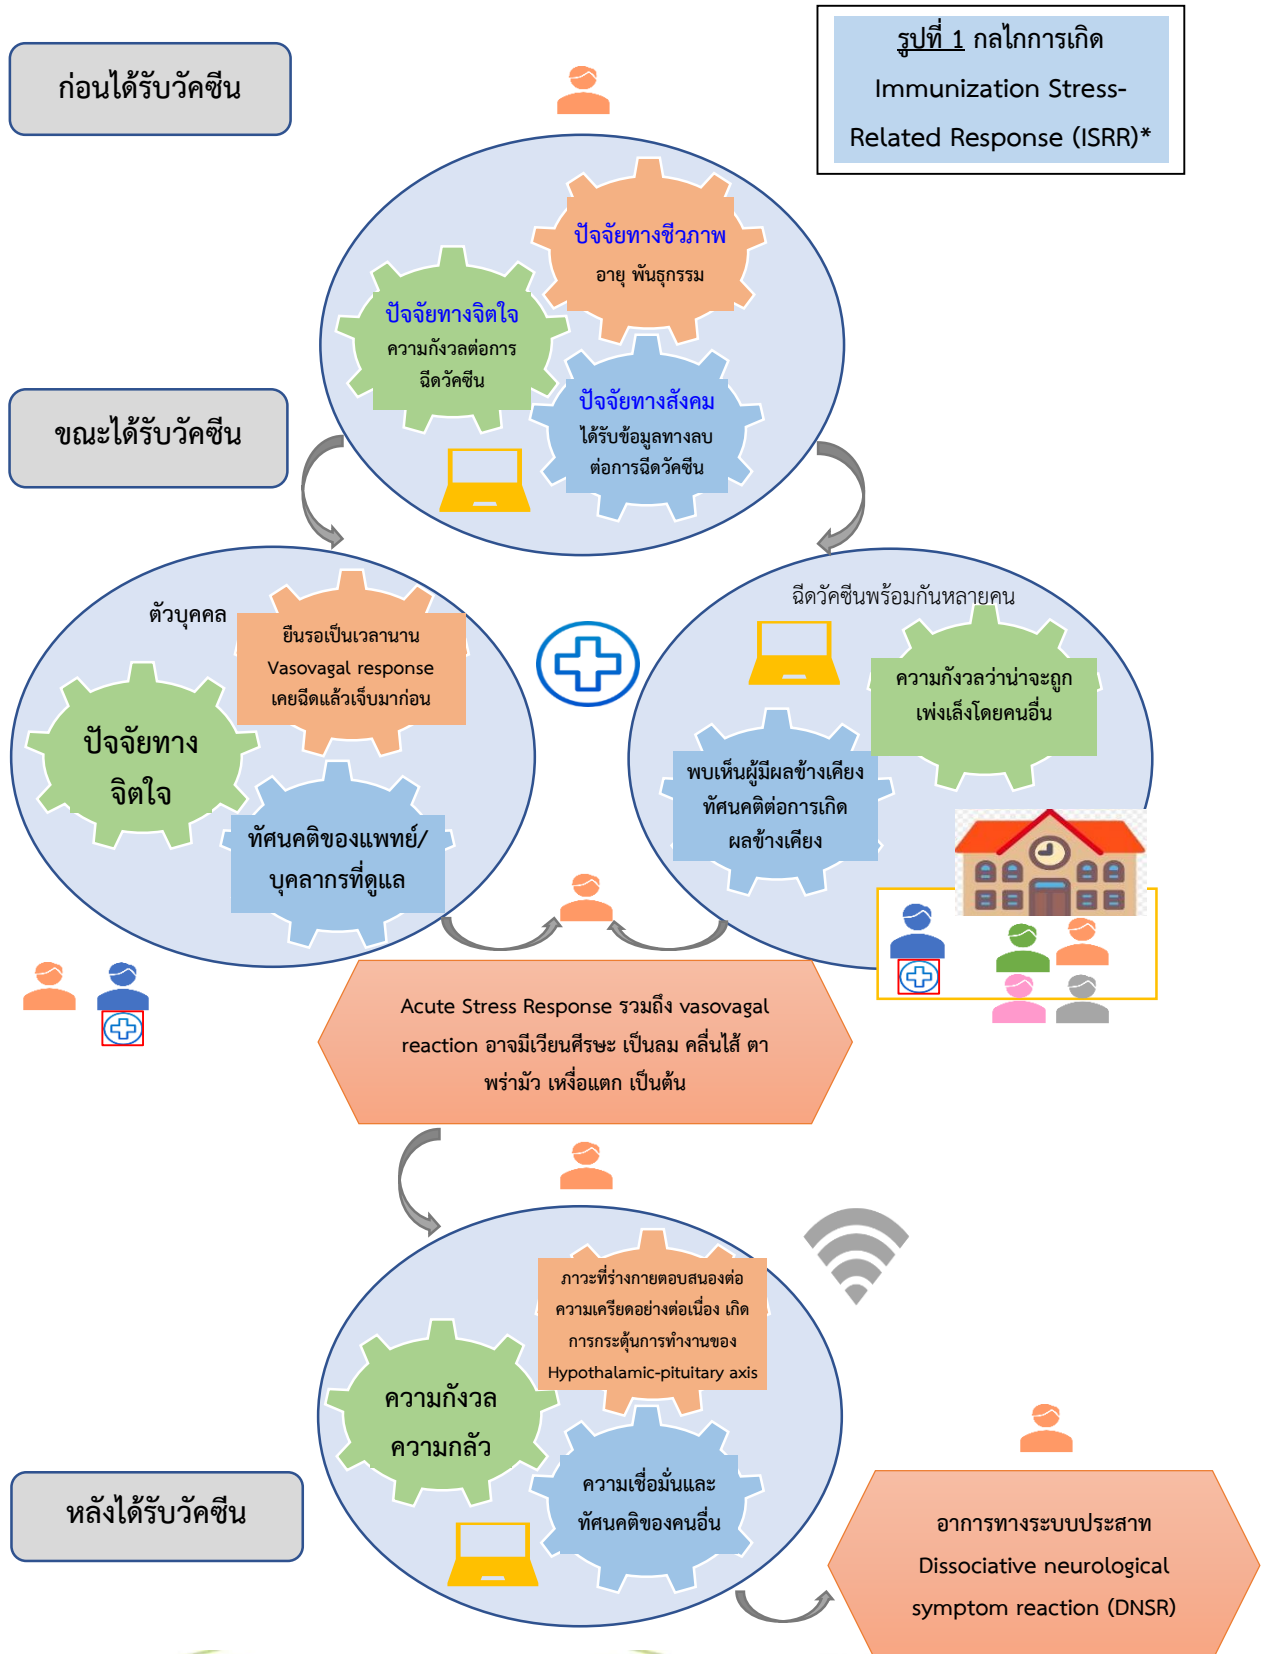 ก่อนได้รับวัคซีน
รูปที่ 1 กลไกการเกิด
Immunization Stress-
Related Response (ISRR)*
ปัจจัยทางชีวภาพ
อายุ พันธุกรรม
ปัจจัยทางจิตใจ
ความกังวลต่อการ
ฉีดวัคซีน
ปัจจัยทางสังคม
ได้รับข้อมูลทางลบ
ต่อการฉีดวัคซีน
ขณะได้รับวัคซีน
ตัวบุคคล
ยืนรอเป็นเวลานาน
Vasovagal response
เคยฉีดแล้วเจ็บมาก่อน
ปัจจัยทาง
จิตใจ
ทัศนคติของแพทย์/
บุคลากรที่ดูแล
ฉีดวัคซีนพร้อมกันหลายคน
ความกังวลว่าน่าจะถูก
เพ่งเล็งโดยคนอื่น
พบเห็นผู้มีผลข้างเคียง
ทัศนคติต่อการเกิด
ผลข้างเคียง
Acute Stress Response รวมถึง vasovagal
reaction อาจมีเวียนศีรษะ เป็นลม คลื่นไส้ ตา
พร่ามัว เหงื่อแตก เป็นต้น
ภาวะที่ร่างกายตอบสนองต่อ
ความเครียดอย่างต่อเนื่อง เกิด
การกระตุ้นการทำงานของ
Hypothalamic-pituitary axis
ความกังวล
ความกลัว
ความเชื่อมั่นและ
ทัศนคติของคนอื่น
หลังได้รับวัคซีน
อาการทางระบบประสาท
Dissociative neurological
symptom reaction (DNSR)